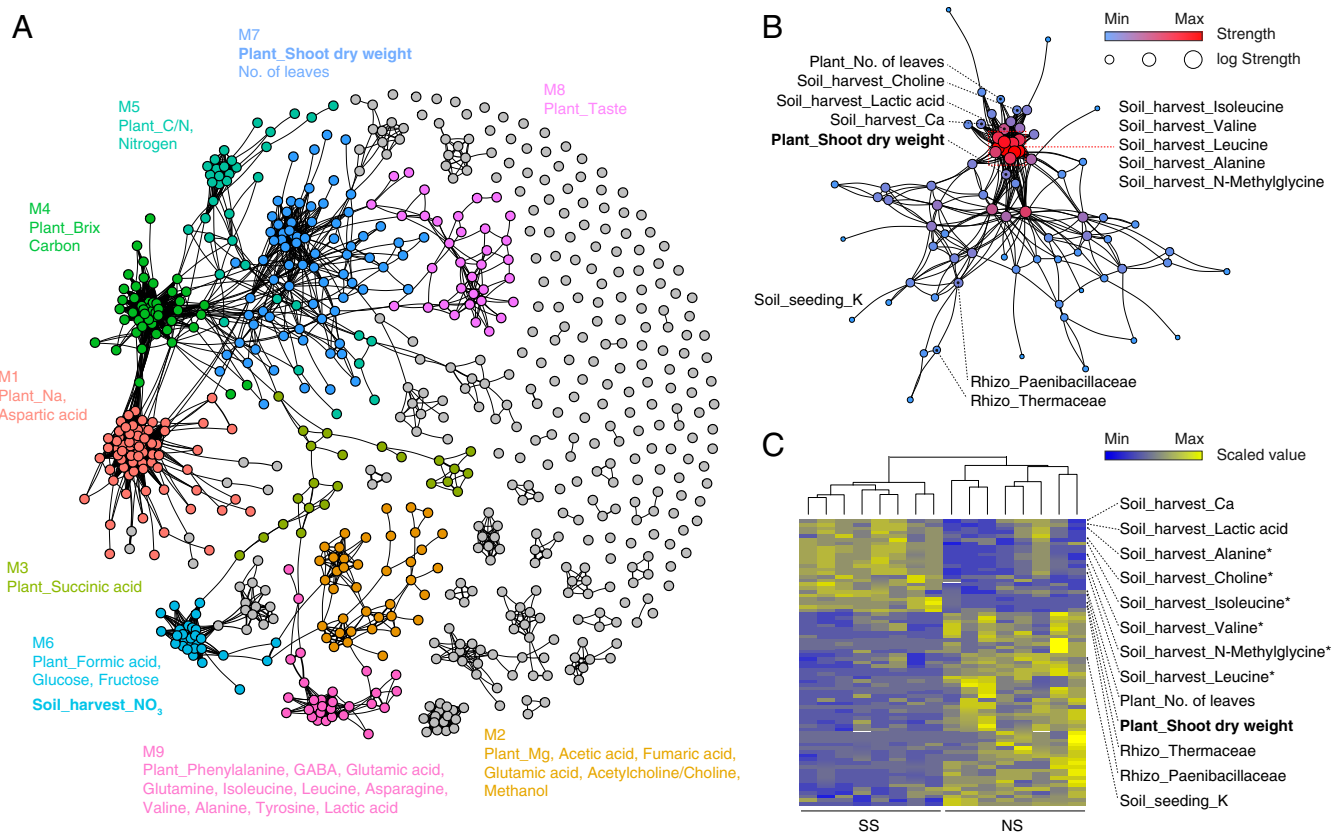 A
M7
Plant_Shoot dry weight
No. of leaves
M8
Plant_Taste
M5
Plant_C/N,
Nitrogen
M4
Plant_Brix
Carbon
M1
Plant_Na,
Aspartic acid
M3
Plant_Succinic acid
M6
Plant_Formic acid,
Glucose, Fructose
Soil_harvest_NO3
M9
Plant_Phenylalanine, GABA, Glutamic acid,
Glutamine, Isoleucine, Leucine, Asparagine,
Valine, Alanine, Tyrosine, Lactic acid
M2
Plant_Mg, Acetic acid, Fumaric acid,
Glutamic acid, Acetylcholine/Choline,
Methanol
B
Min Max
Strength
log Strength
Plant_No. of leaves
Soil_harvest_Choline
Soil_harvest_Lactic acid
Soil_harvest_Ca
Plant_Shoot dry weight
Soil_harvest_Isoleucine
Soil_harvest_Valine
Soil_harvest_Leucine
Soil_harvest_Alanine
Soil_harvest_N-Methylglycine
Soil_seeding_K
Rhizo_Paenibacillaceae
Rhizo_Thermaceae
C
Min Max
Scaled value
Soil_harvest_Ca
Soil_harvest_Lactic acid
Soil_harvest_Alanine*
Soil_harvest_Choline*
Soil_harvest_Isoleucine*
Soil_harvest_Valine*
Soil_harvest_N-Methylglycine*
Soil_harvest_Leucine*
Plant_No. of leaves
Plant_Shoot dry weight
Rhizo_Thermaceae
Rhizo_Paenibacillaceae
Soil_seeding_K
SS NS